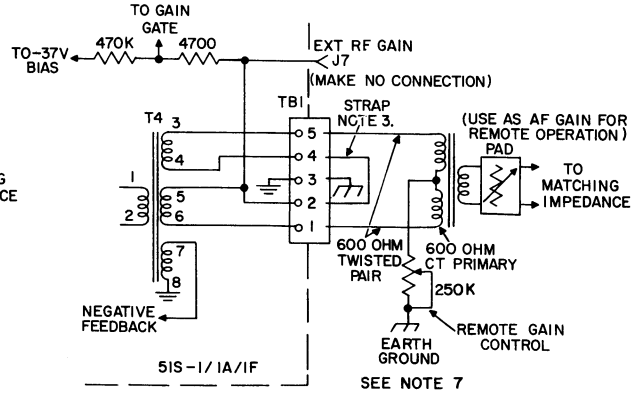 TO GAIN
GATE
470K
4700
TO-37V
BIAS
EXT RF GAIN
J7
(MAKE NO CONNECTION)
TB1
STRAP
NOTE 3.
T4
3
4
5
4
3
2
1
(USE AS AF GAIN FOR
REMOTE OPERATION)
PAD
TO
MATCHING
IMPEDANCE
1
2
5
6
7
8
600 OHM
TWISTED
PAIR
600 OHM
CT PRIMARY
250K
NEGATIVE
FEEDBACK
REMOTE GAIN
CONTROL
EARTH
GROUND
51S-1/1A/1F
SEE NOTE 7